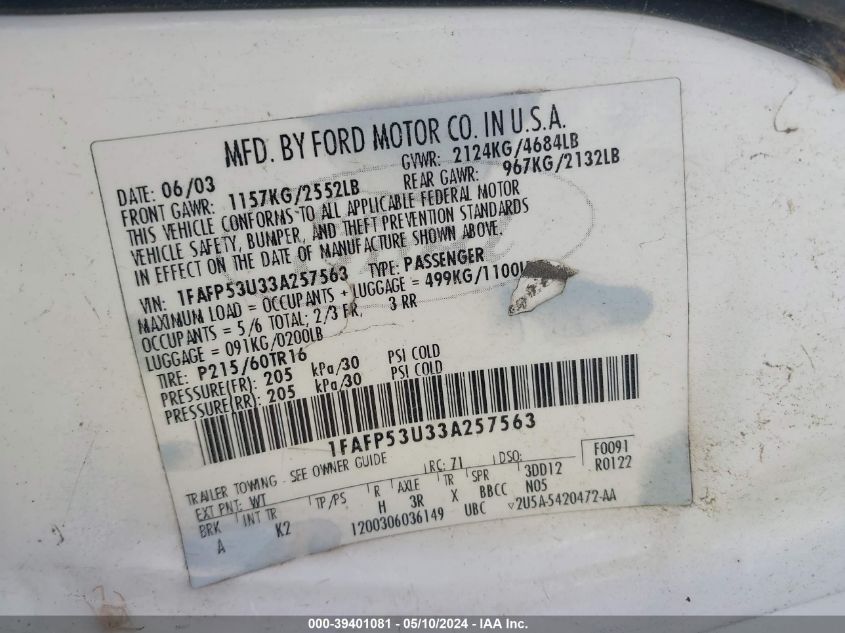 MFD. BY FORD MOTOR CO. IN U.S.A.
DATE: 06/03 GVWR: 2124KG/4684LB
FRONT GAWR: 1157KG/2552LB REAR GAWR: 967KG/2132LB
THIS VEHICLE CONFORMS TO ALL APPLICABLE FEDERAL MOTOR
VEHICLE SAFETY, BUMPER, AND THEFT PREVENTION STANDARDS
IN EFFECT ON THE DATE OF MANUFACTURE SHOWN ABOVE.
VIN: 1FAFP53U33A257563 TYPE: PASSENGER
MAXIMUM LOAD = OCCUPANTS + LUGGAGE = 499KG/1100
OCCUPANTS = 5/6 TOTAL; 2/3 FR, 3 RR
LUGGAGE = 091KG/0200LB
TIRE: P215/60TR16
PRESSURE(FR): 205 kPa/30 PSI COLD
PRESSURE(RR): 205 kPa/30 PSI COLD
1FAFP53U33A257563
TRAILER TOWING - SEE OWNER GUIDE
EXT PNT: WT RC: 71 DSO: F0091
BRK INT TR TP/PS R AXLE TR SPR 3DD12 R0122
A K2 H 3R X BBCC N05
1200306036149 UBC ▽2U5A-5420472-AA
000-39401081 - 05/10/2024 - IAA Inc.